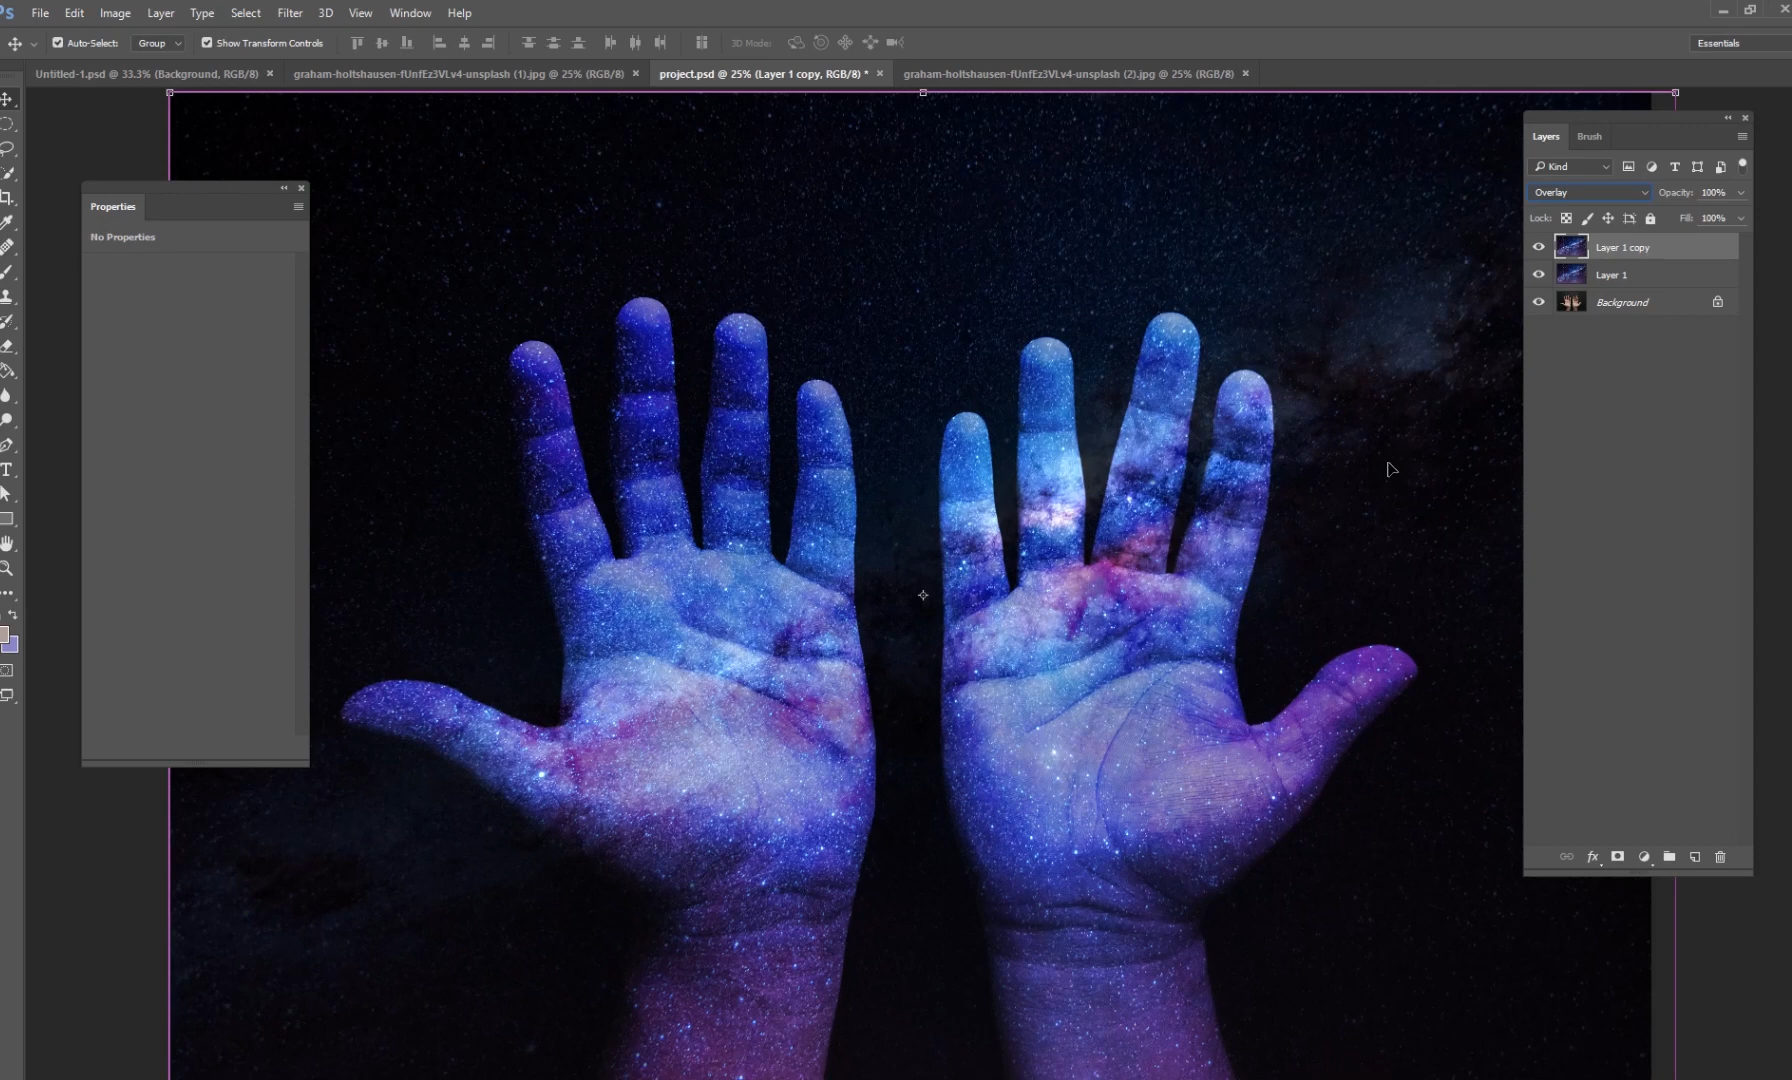 Ps File Edit Image Layer Type Select Filter 3D View Window Help
Auto-Select: Group Show Transform Controls 3D Mode: Essentials
Untitled-1.psd @ 33.3% (Background, RGB/8) × graham-holtshausen-fUnfEz3VLv4-unsplash (1).jpg @ 25% (RGB/8) × project.psd @ 25% (Layer 1 copy, RGB/8) * × graham-holtshausen-fUnfEz3VLv4-unsplash (2).jpg @ 25% (RGB/8) ×
Properties
No Properties
Layers Brush
Kind
Overlay Opacity: 100%
Lock: Fill: 100%
Layer 1 copy
Layer 1
Background